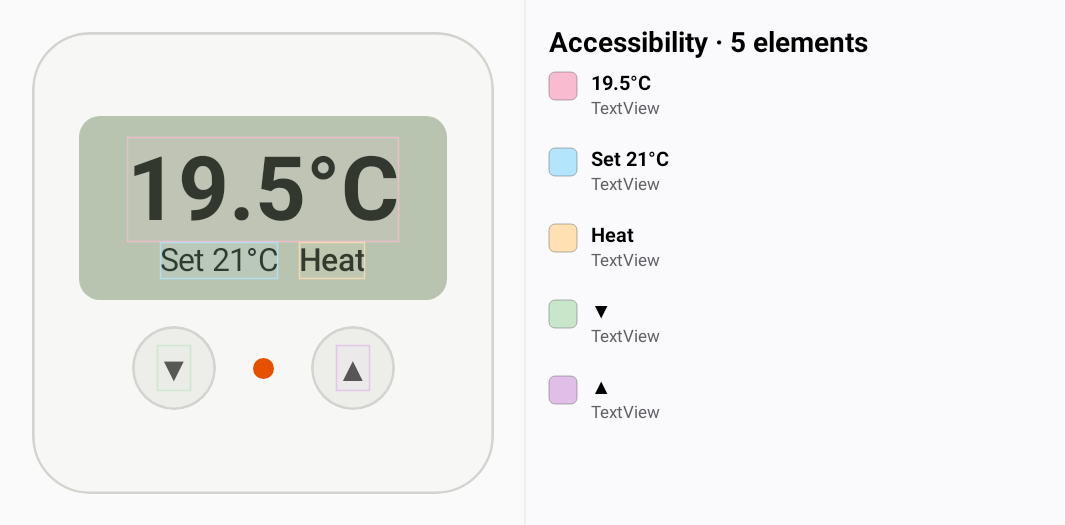 19.5°C
Set 21°C Heat
▼ ▲
Accessibility · 5 elements
19.5°C
TextView
Set 21°C
TextView
Heat
TextView
▼
TextView
▲
TextView